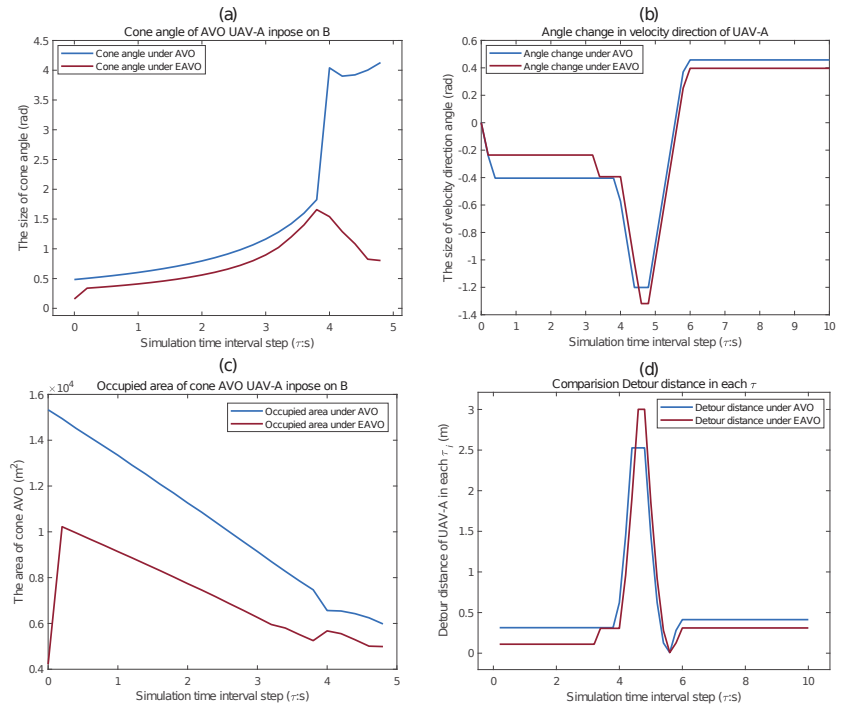 (a)
Cone angle of AVO UAV-A inpose on B
Cone angle under AVO
Cone angle under EAVO
The size of cone angle (rad)
4.5
4
3.5
3
2.5
2
1.5
1
0.5
0
0 1 2 3 4 5
Simulation time interval step (τ:s)
(b)
Angle change in velocity direction of UAV-A
Angle change under AVO
Angle change under EAVO
The size of velocity direction angle (rad)
0.6
0.4
0.2
0
-0.2
-0.4
-0.6
-0.8
-1
-1.2
-1.4
0 1 2 3 4 5 6 7 8 9 10
Simulation time interval step (τ:s)
(c)
Occupied area of cone AVO UAV-A inpose on B
×10⁴
Occupied area under AVO
Occupied area under EAVO
The area of cone AVO (m²)
1.6
1.4
1.2
1
0.8
0.6
0.4
0 1 2 3 4 5
Simulation time interval step (τ:s)
(d)
Comparision Detour distance in each τ
Detour distance under AVO
Detour distance under EAVO
Detour distance of UAV-A in each τ i (m)
3
2.5
2
1.5
1
0.5
0
0 2 4 6 8 10
Simulation time interval step (τ:s)